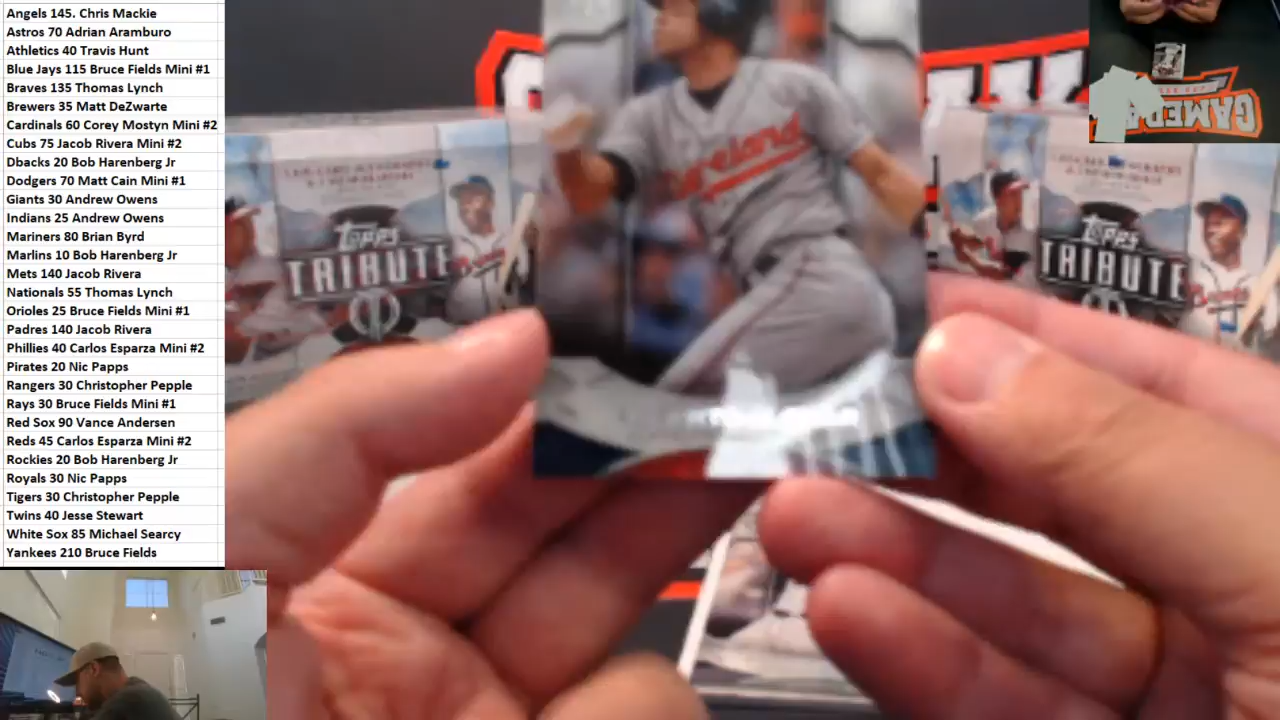 Angels 145. Chris Mackie
Astros 70 Adrian Aramburo
Athletics 40 Travis Hunt
Blue Jays 115 Bruce Fields Mini #1
Braves 135 Thomas Lynch
Brewers 35 Matt DeZwarte
Cardinals 60 Corey Mostyn Mini #2
Cubs 75 Jacob Rivera Mini #2
Dbacks 20 Bob Harenberg Jr
Dodgers 70 Matt Cain Mini #1
Giants 30 Andrew Owens
Indians 25 Andrew Owens
Mariners 80 Brian Byrd
Marlins 10 Bob Harenberg Jr
Mets 140 Jacob Rivera
Nationals 55 Thomas Lynch
Orioles 25 Bruce Fields Mini #1
Padres 140 Jacob Rivera
Phillies 40 Carlos Esparza Mini #2
Pirates 20 Nic Papps
Rangers 30 Christopher Pepple
Rays 30 Bruce Fields Mini #1
Red Sox 90 Vance Andersen
Reds 45 Carlos Esparza Mini #2
Rockies 20 Bob Harenberg Jr
Royals 30 Nic Papps
Tigers 30 Christopher Pepple
Twins 40 Jesse Stewart
White Sox 85 Michael Searcy
Yankees 210 Bruce Fields
Topps
TRIBUTE
Cleveland
Topps
TRIBUTE